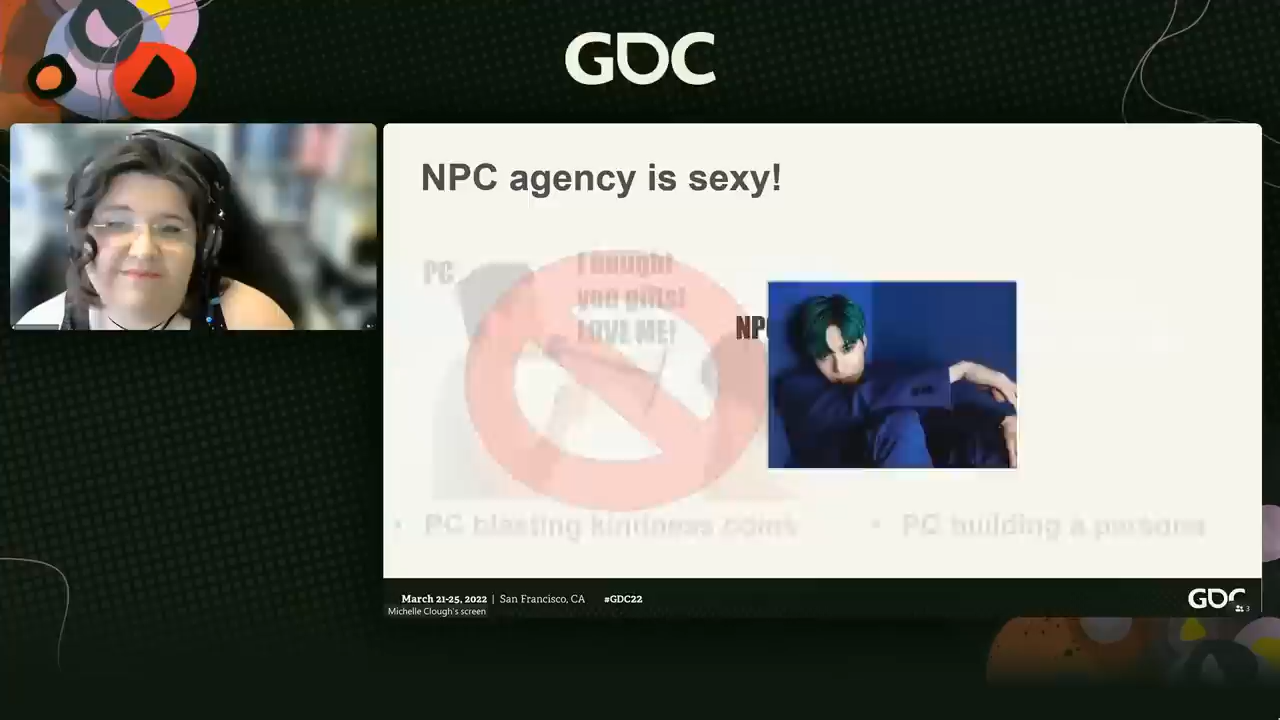 GDC
NPC agency is sexy!
PC
I bought
you gifts!
LOVE ME!
NPC
• PC blasting kindness coins
• PC building a persona
March 21-25, 2022 | San Francisco, CA #GDC22
GDC
Michelle Clough's screen
3